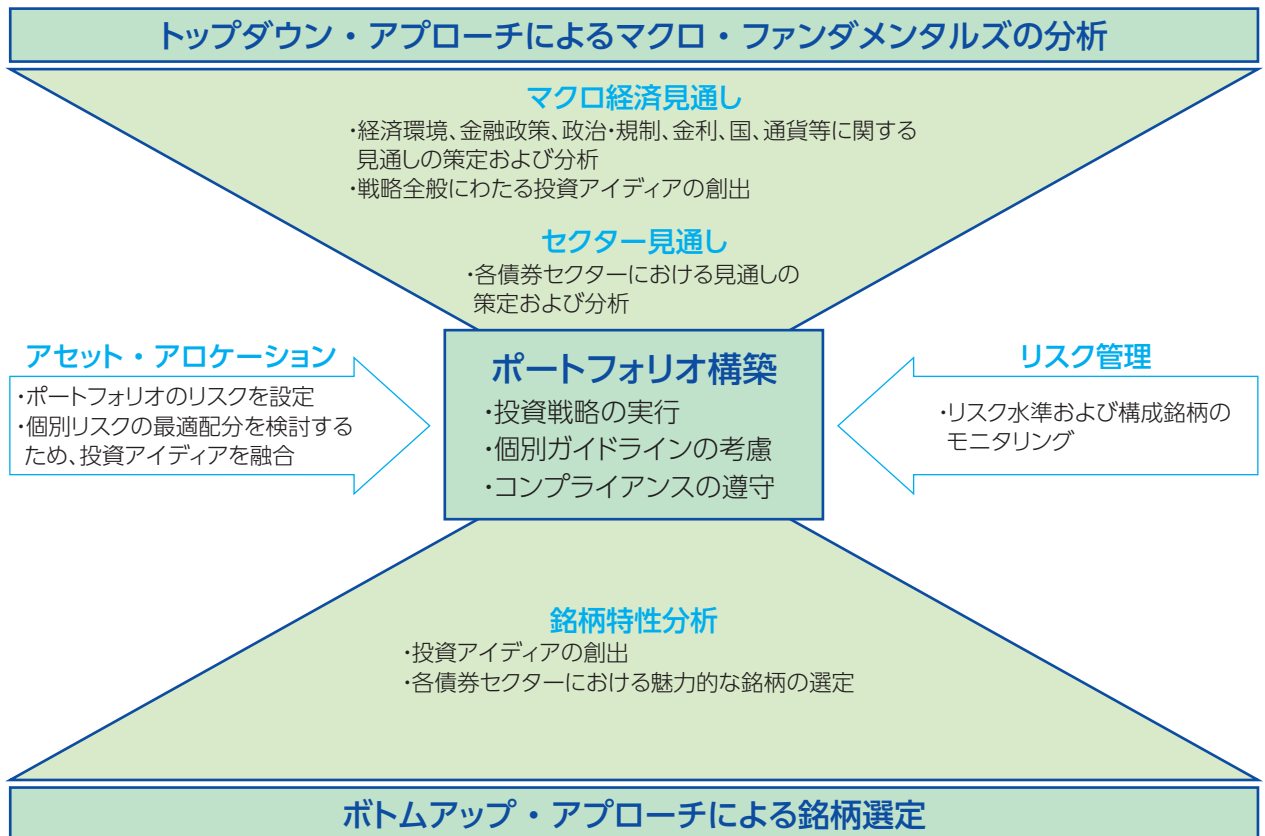 トップダウン・アプローチによるマクロ・ファンダメンタルズの分析
マクロ経済見通し
・経済環境、金融政策、政治・規制、金利、国、通貨等に関する
見通しの策定および分析
・戦略全般にわたる投資アイディアの創出
セクター見通し
・各債券セクターにおける見通しの
策定および分析
アセット・アロケーション
・ポートフォリオのリスクを設定
・個別リスクの最適配分を検討する
ため、投資アイディアを融合
ポートフォリオ構築
・投資戦略の実行
・個別ガイドラインの考慮
・コンプライアンスの遵守
リスク管理
・リスク水準および構成銘柄の
モニタリング
銘柄特性分析
・投資アイディアの創出
・各債券セクターにおける魅力的な銘柄の選定
ボトムアップ・アプローチによる銘柄選定